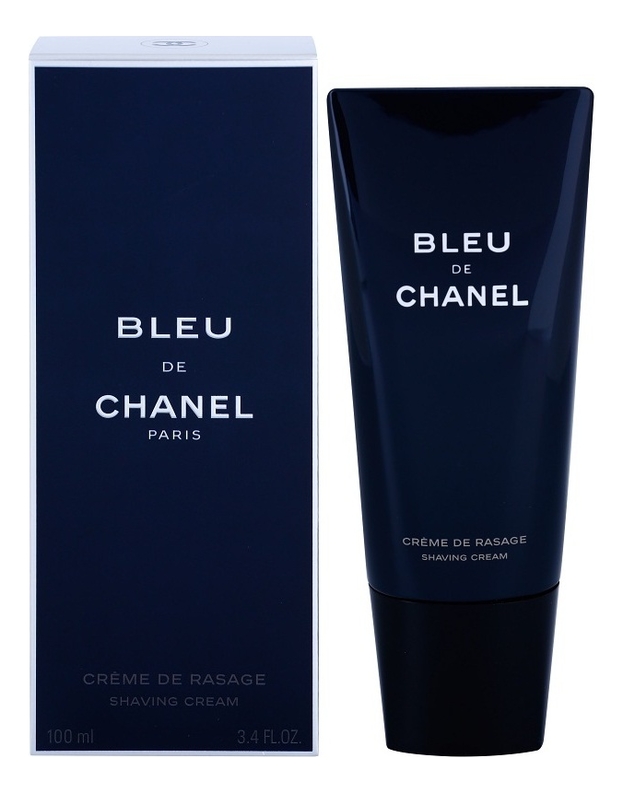 BLEU
DE
CHANEL
PARIS
CRÈME DE RASAGE
SHAVING CREAM
100 ml 3.4 FL.OZ.
BLEU
DE
CHANEL
CRÈME DE RASAGE
SHAVING CREAM